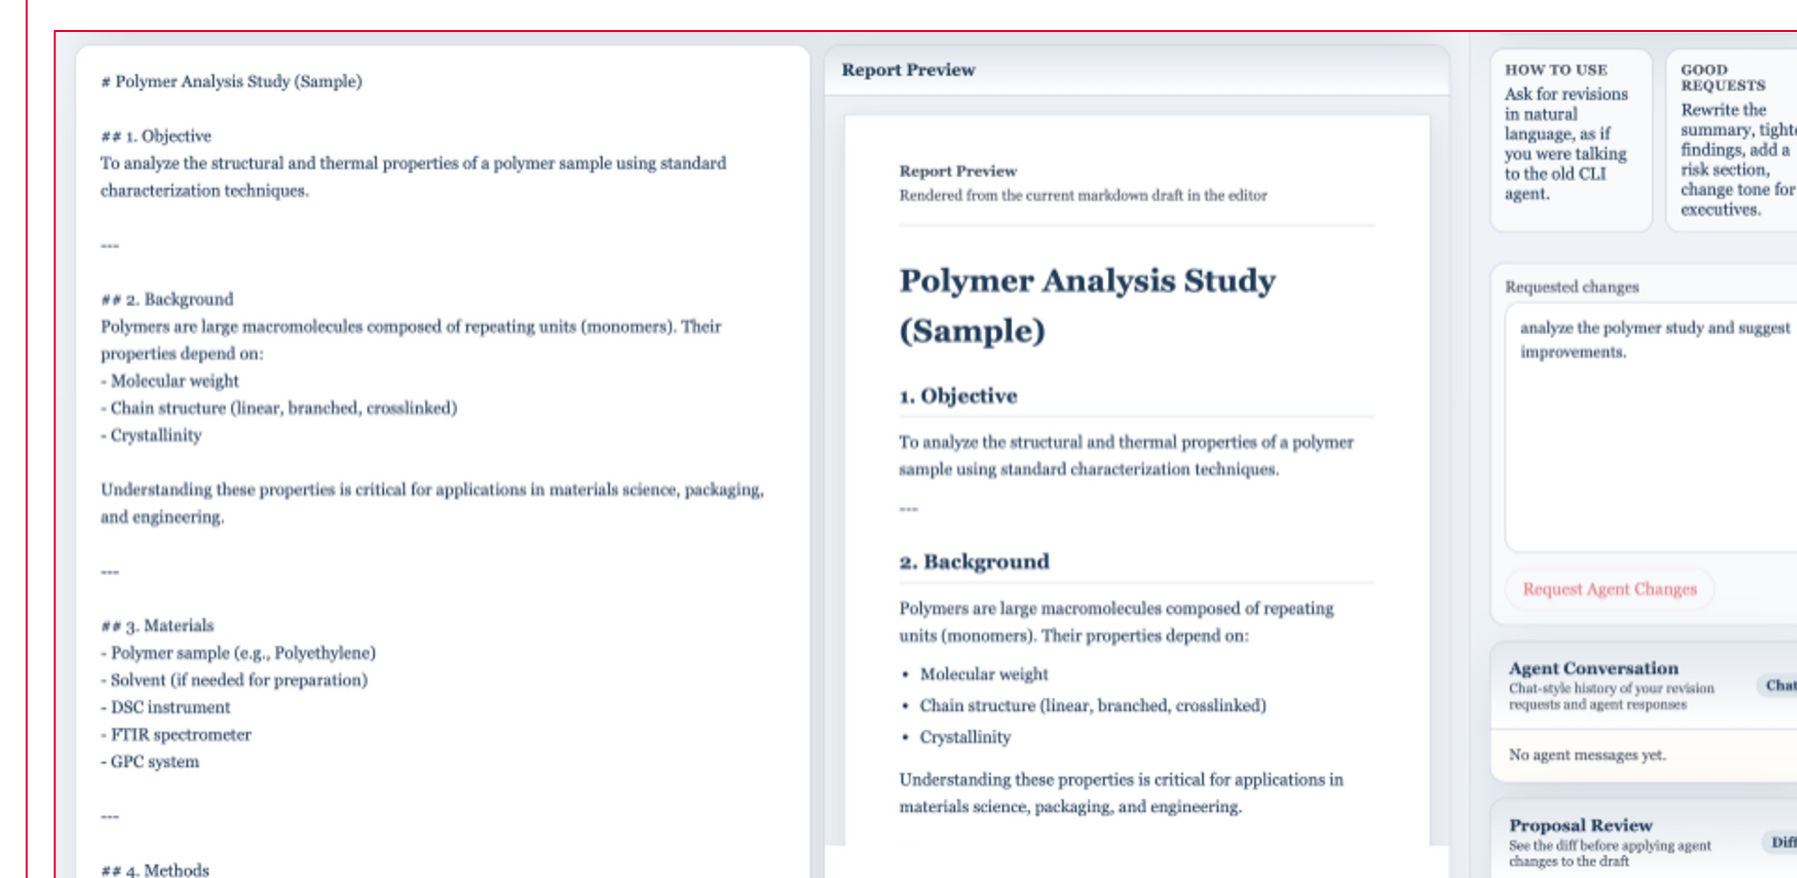 # Polymer Analysis Study (Sample)
## 1. Objective
To analyze the structural and thermal properties of a polymer sample using standard
characterization techniques.
---
## 2. Background
Polymers are large macromolecules composed of repeating units (monomers). Their
properties depend on:
- Molecular weight
- Chain structure (linear, branched, crosslinked)
- Crystallinity
Understanding these properties is critical for applications in materials science, packaging,
and engineering.
---
## 3. Materials
- Polymer sample (e.g., Polyethylene)
- Solvent (if needed for preparation)
- DSC instrument
- FTIR spectrometer
- GPC system
---
## 4. Methods
Report Preview
Report Preview
Rendered from the current markdown draft in the editor
Polymer Analysis Study
(Sample)
1. Objective
To analyze the structural and thermal properties of a polymer
sample using standard characterization techniques.
---
2. Background
Polymers are large macromolecules composed of repeating
units (monomers). Their properties depend on:
• Molecular weight
• Chain structure (linear, branched, crosslinked)
• Crystallinity
Understanding these properties is critical for applications in
materials science, packaging, and engineering.
HOW TO USE
Ask for revisions
in natural
language, as if
you were talking
to the old CLI
agent.
GOOD
REQUESTS
Rewrite the
summary,
findings, add a
risk section,
change tone for
executives.
Requested changes
analyze the polymer study and suggest
improvements.
Request Agent Changes
Agent Conversation
Chat-style history of your revision
requests and agent responses
Chat
No agent messages yet.
Proposal Review
See the diff before applying agent
changes to the draft
Diff